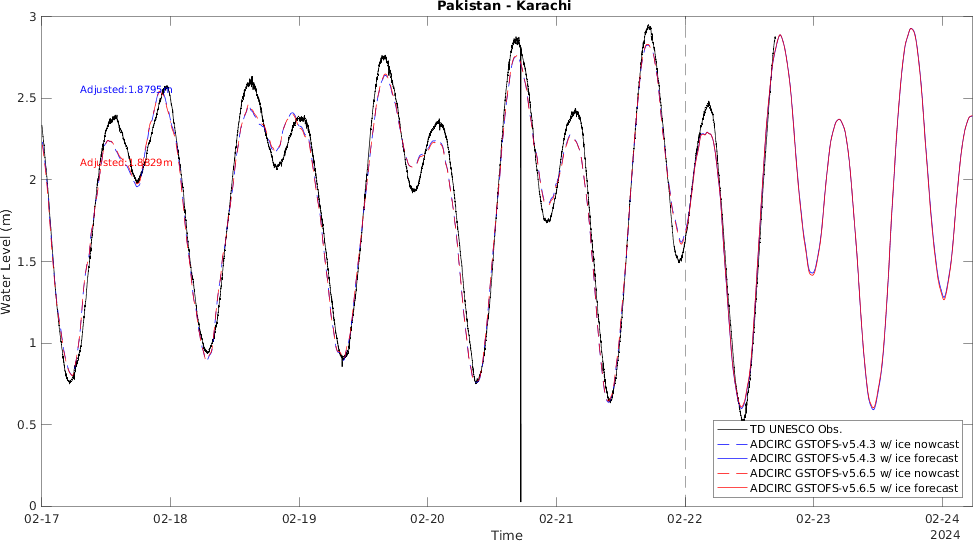 Pakistan - Karachi
3
2.5
2
1.5
1
0.5
0
Water Level (m)
Adjusted:1.8795m
Adjusted:1.8829m
TD UNESCO Obs.
ADCIRC GSTOFS-v5.4.3 w/ ice nowcast
ADCIRC GSTOFS-v5.4.3 w/ ice forecast
ADCIRC GSTOFS-v5.6.5 w/ ice nowcast
ADCIRC GSTOFS-v5.6.5 w/ ice forecast
02-17 02-18 02-19 02-20 02-21 02-22 02-23 02-24
Time
2024